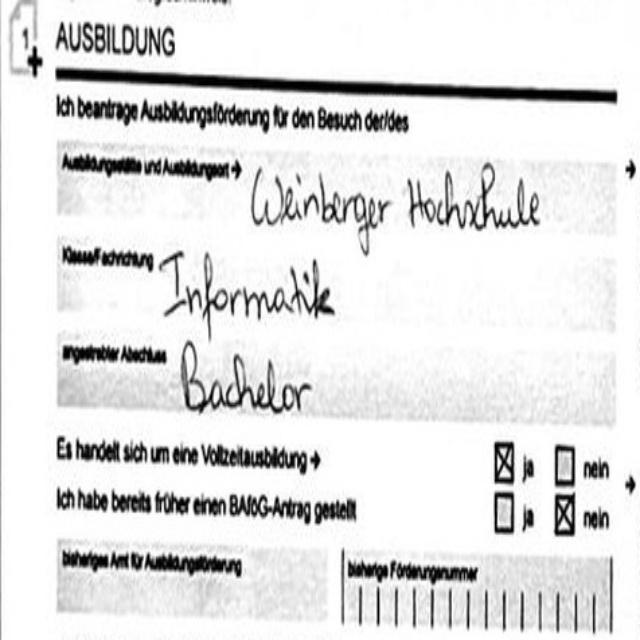 1
AUSBILDUNG
Ich beantrage Ausbildungsförderung für den Besuch der/des
Ausbildungsstätte und Ausbildungsort → Weinberger Hochschule
Klasse/Fachrichtung Informatik
angestrebter Abschluss Bachelor
Es handelt sich um eine Vollzeitausbildung → ☒ ja ☐ nein
Ich habe bereits früher einen BAföG-Antrag gestellt ☐ ja ☒ nein
bisheriges Amt für Ausbildungsförderung bisherige Förderungsnummer